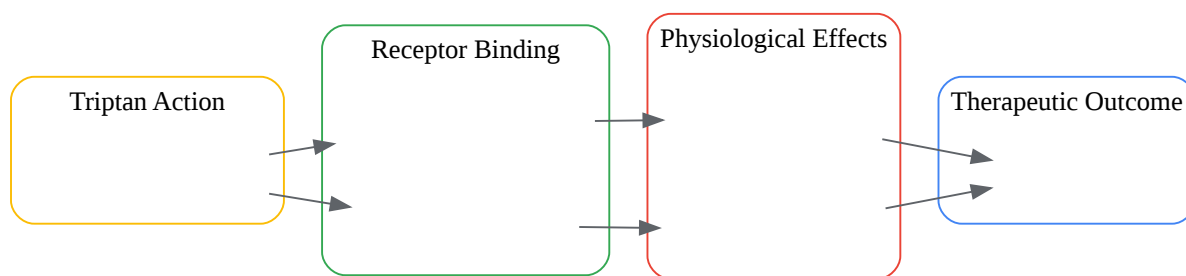 Triptan Action
Receptor Binding
Physiological Effects
Therapeutic Outcome